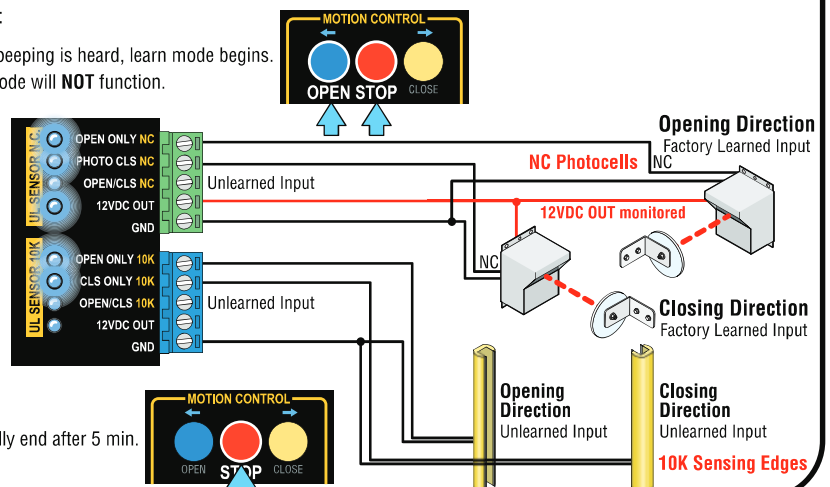 :
MOTION CONTROL
OPEN STOP CLOSE
beeping is heard, learn mode begins.
ode will NOT function.
UL SENSOR N.C.
OPEN ONLY NC
PHOTO CLS NC
OPEN/CLS NC
12VDC OUT
GND
Unlearned Input
NC Photocells
NC
Opening Direction
Factory Learned Input
12VDC OUT monitored
NC
UL SENSOR 10K
OPEN ONLY 10K
CLS ONLY 10K
OPEN/CLS 10K
12VDC OUT
GND
Unlearned Input
Closing Direction
Factory Learned Input
Opening
Direction
Unlearned Input
Closing
Direction
Unlearned Input
10K Sensing Edges
lly end after 5 min.
MOTION CONTROL
OPEN STOP CLOSE